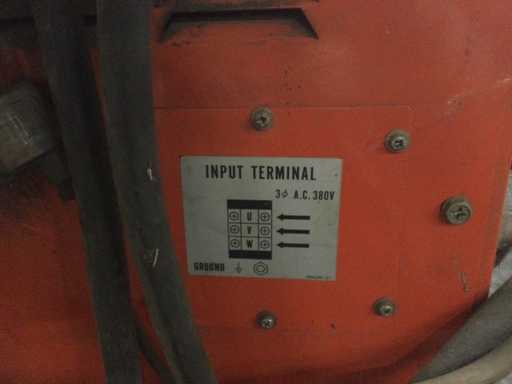 INPUT TERMINAL
3φ A.C. 380V
U
V
W
GROUND